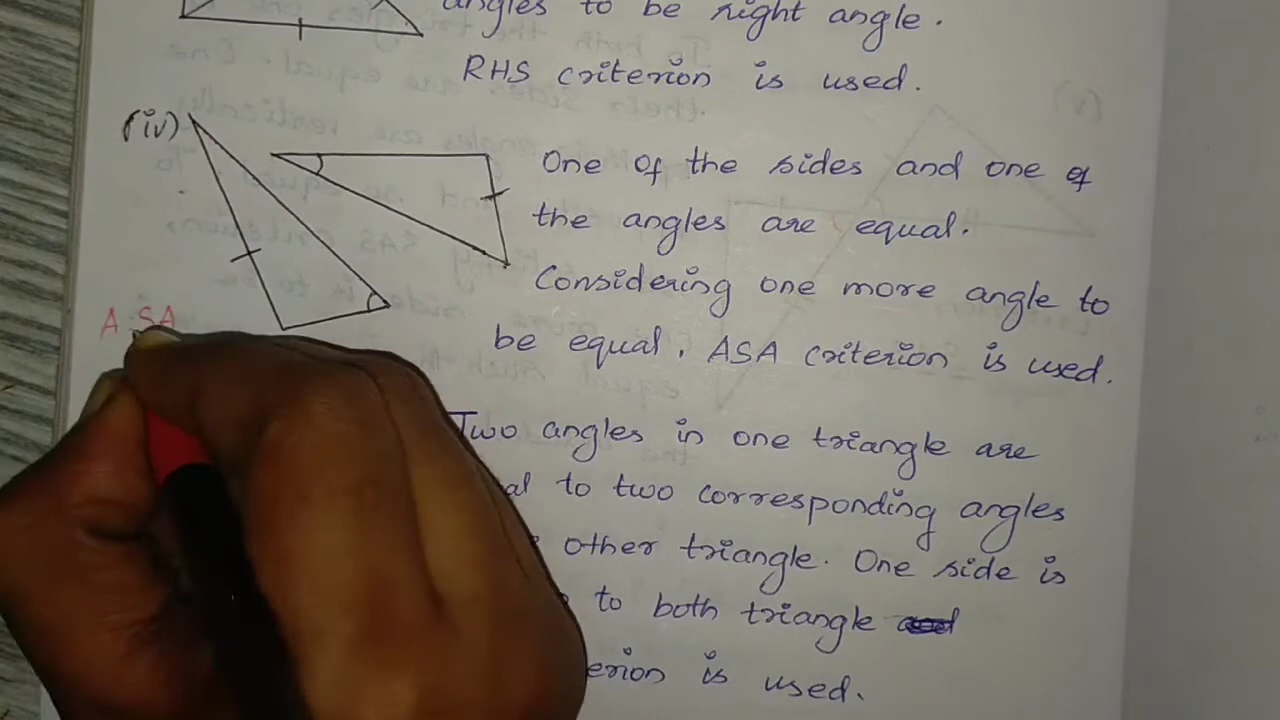 angles to be right angle.
RHS criterion is used.
(iv)
One of the sides and one of
the angles are equal.
Considering one more angle to
be equal. ASA criterion is used.
A SA
Two angles in one triangle are
to two corresponding angles
other triangle. One side is
to both triangle
is used.